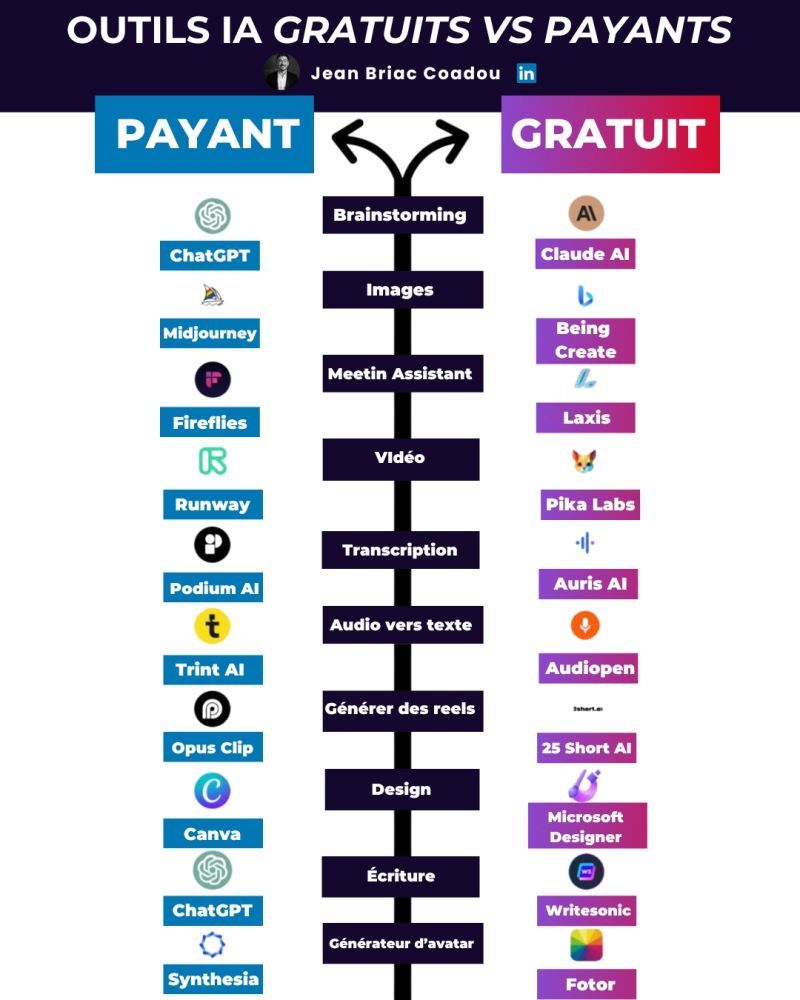 OUTILS IA GRATUITS VS PAYANTS
Jean Briac Coadou in
PAYANT
GRATUIT
Brainstorming
ChatGPT
Claude AI
Images
Midjourney
Being
Create
Meetin Assistant
Fireflies
Laxis
VIdéo
Runway
Pika Labs
Transcription
Podium AI
Auris AI
Audio vers texte
t
Trint AI
Audiopen
Générer des reels
2short.ai
Opus Clip
25 Short AI
Design
C
Canva
Microsoft
Designer
Écriture
WS
ChatGPT
Writesonic
Générateur d’avatar
Synthesia
Fotor